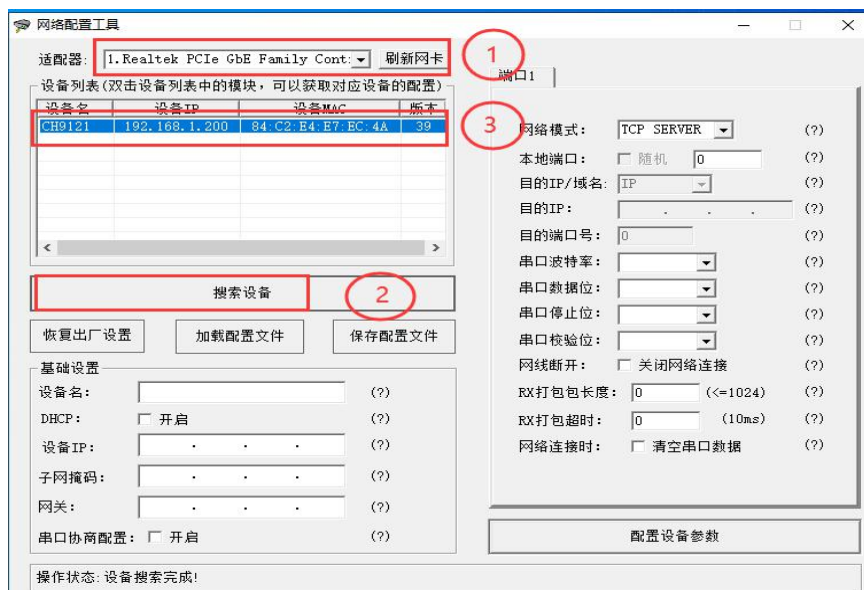 网络配置工具
适配器: 1.Realtek PCIe GbE Family Cont: 刷新网卡 1
设备列表(双击设备列表中的模块，可以获取对应设备的配置)
设备名 设备IP 设备MAC 版本
CH9121 192.168.1.200 84:C2:E4:E7:EC:4A 39 3
搜索设备 2
恢复出厂设置 加载配置文件 保存配置文件
基础设置
设备名: (?)
DHCP: 开启 (?)
设备IP: . . . (?)
子网掩码: . . . (?)
网关: . . . (?)
串口协商配置: 开启 (?)
端口1
网络模式: TCP SERVER (?)
本地端口: 随机 0 (?)
目的IP/域名: IP (?)
目的IP: . . . (?)
目的端口号: 0 (?)
串口波特率: (?)
串口数据位: (?)
串口停止位: (?)
串口校验位: (?)
网线断开: 关闭网络连接 (?)
RX打包包长度: 0 (<=1024) (?)
RX打包超时: 0 (10ms) (?)
网络连接时: 清空串口数据 (?)
配置设备参数
操作状态:设备搜索完成!